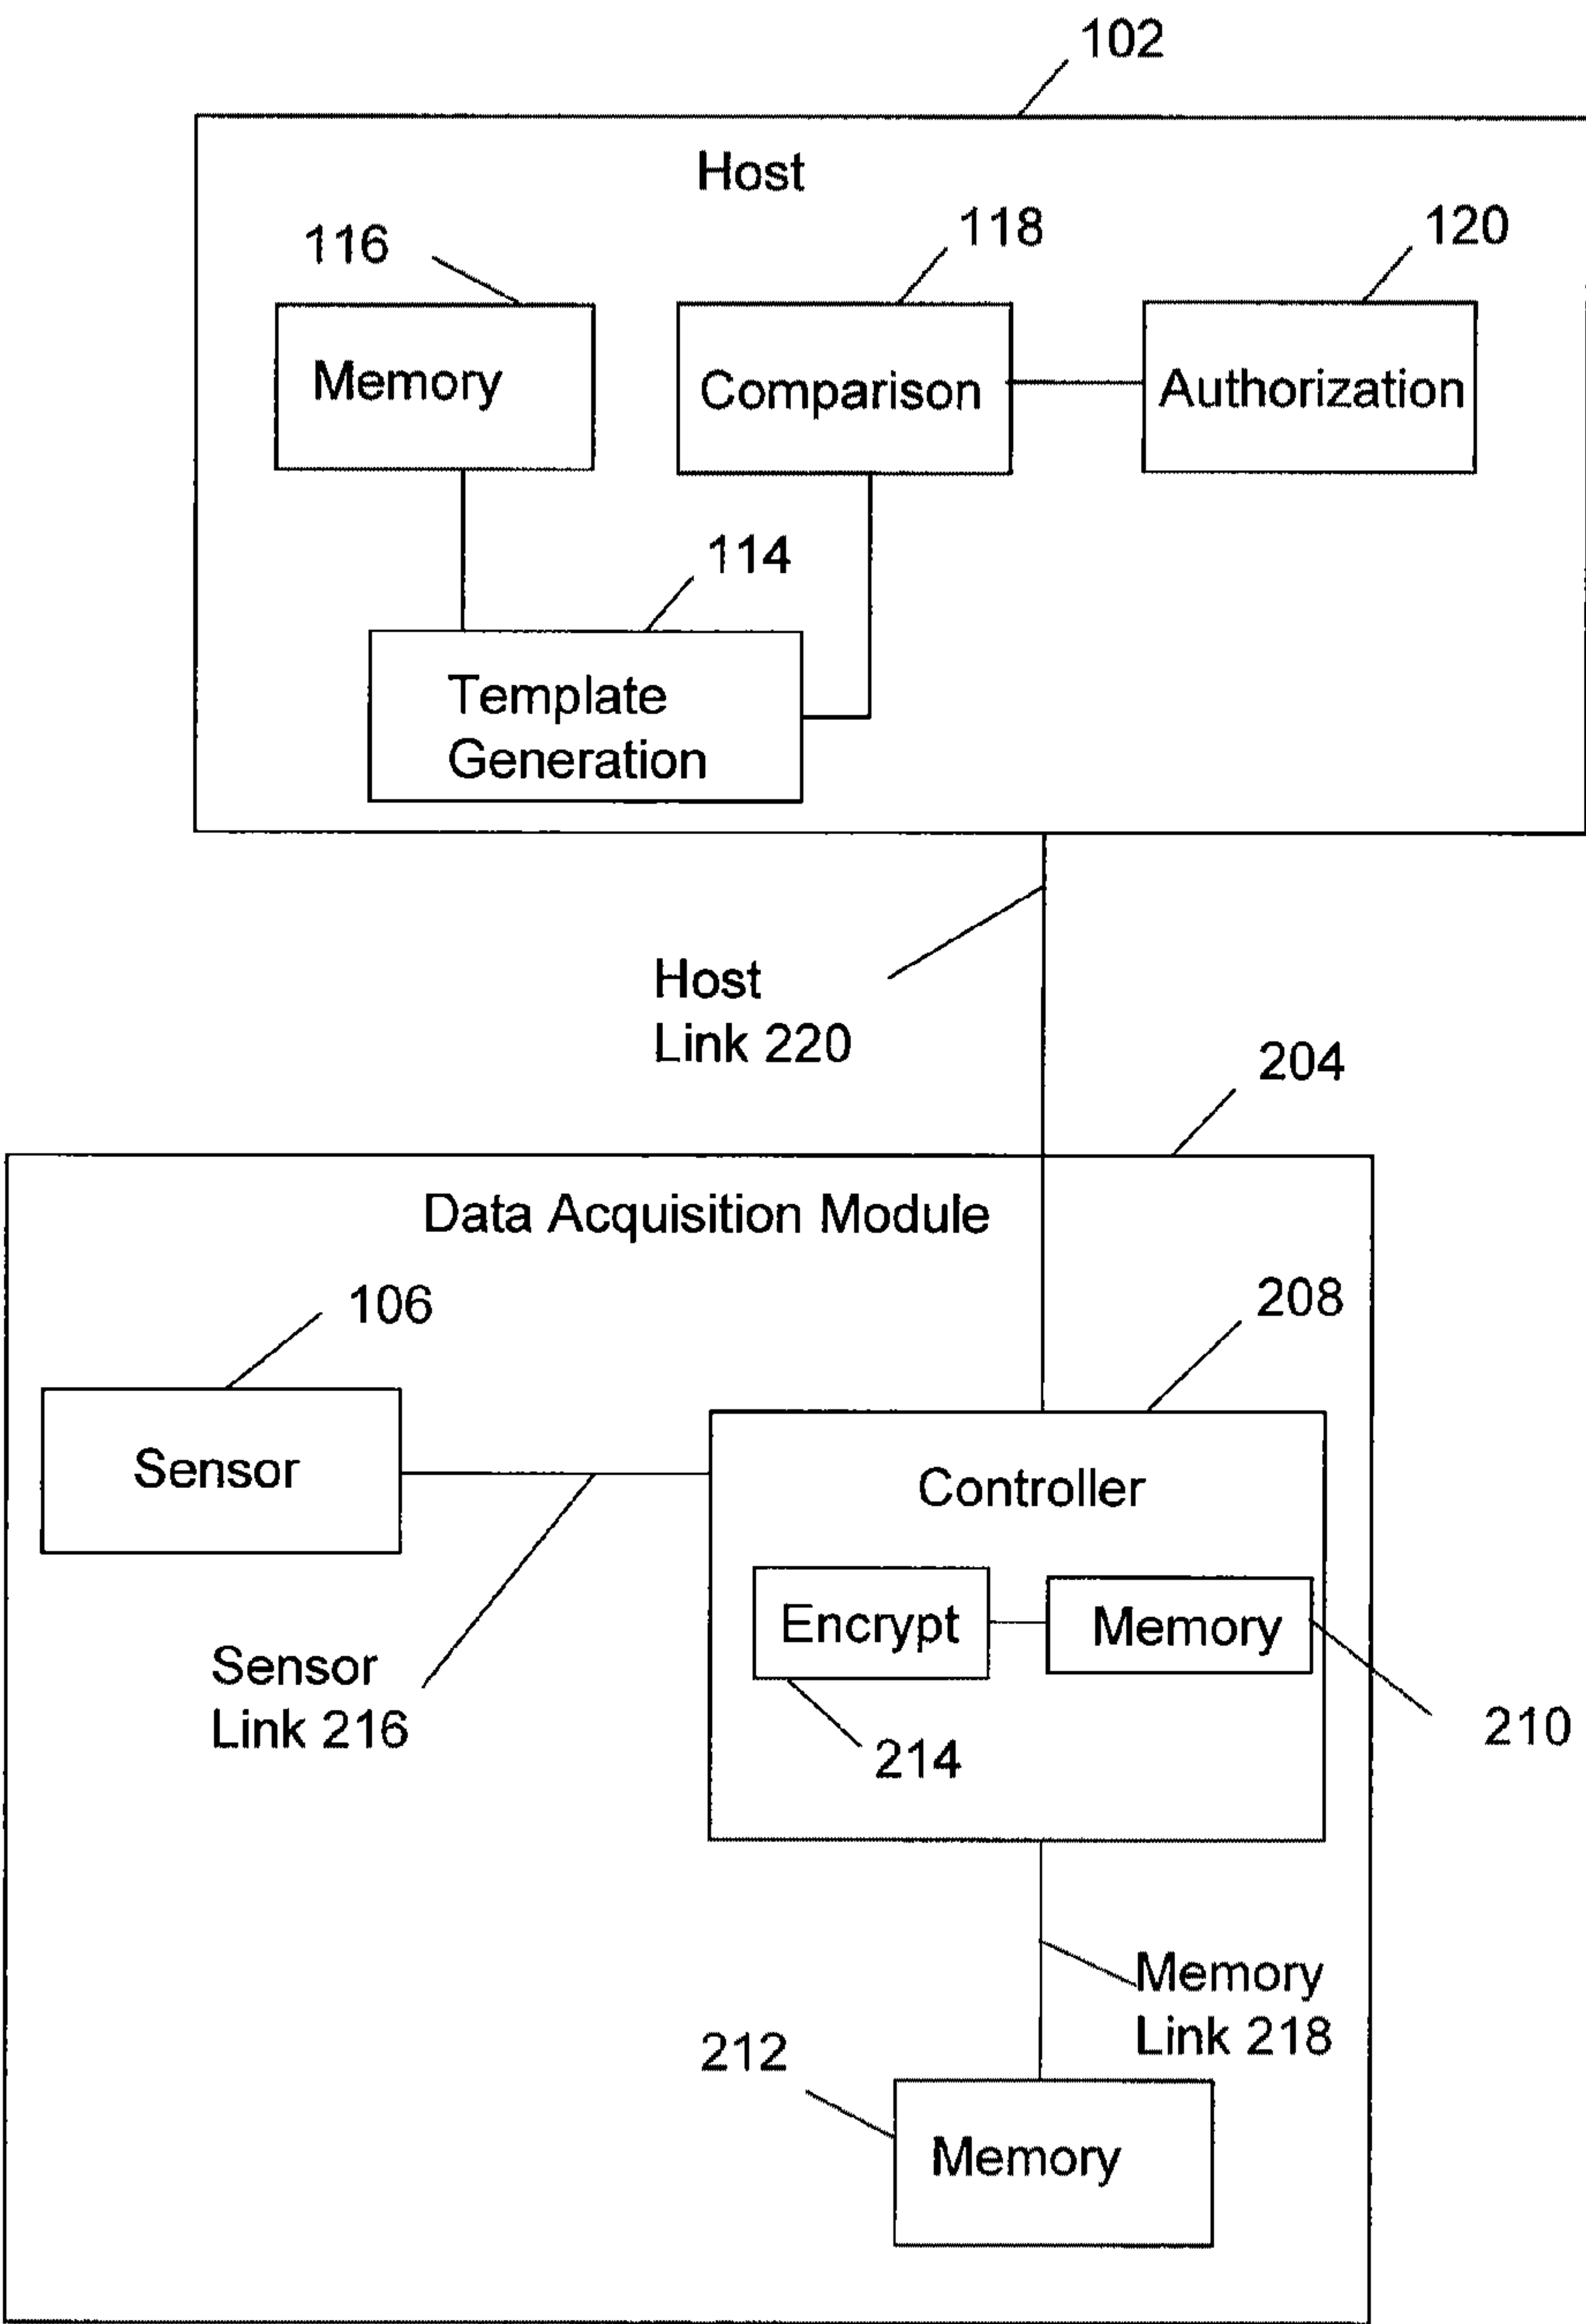 102
Host
116
118
120
Memory
Comparison
Authorization
114
Template
Generation
Host
Link 220
204
Data Acquisition Module
106
208
Sensor
Controller
Encrypt
Memory
Sensor
Link 216
214
210
Memory
Link 218
212
Memory